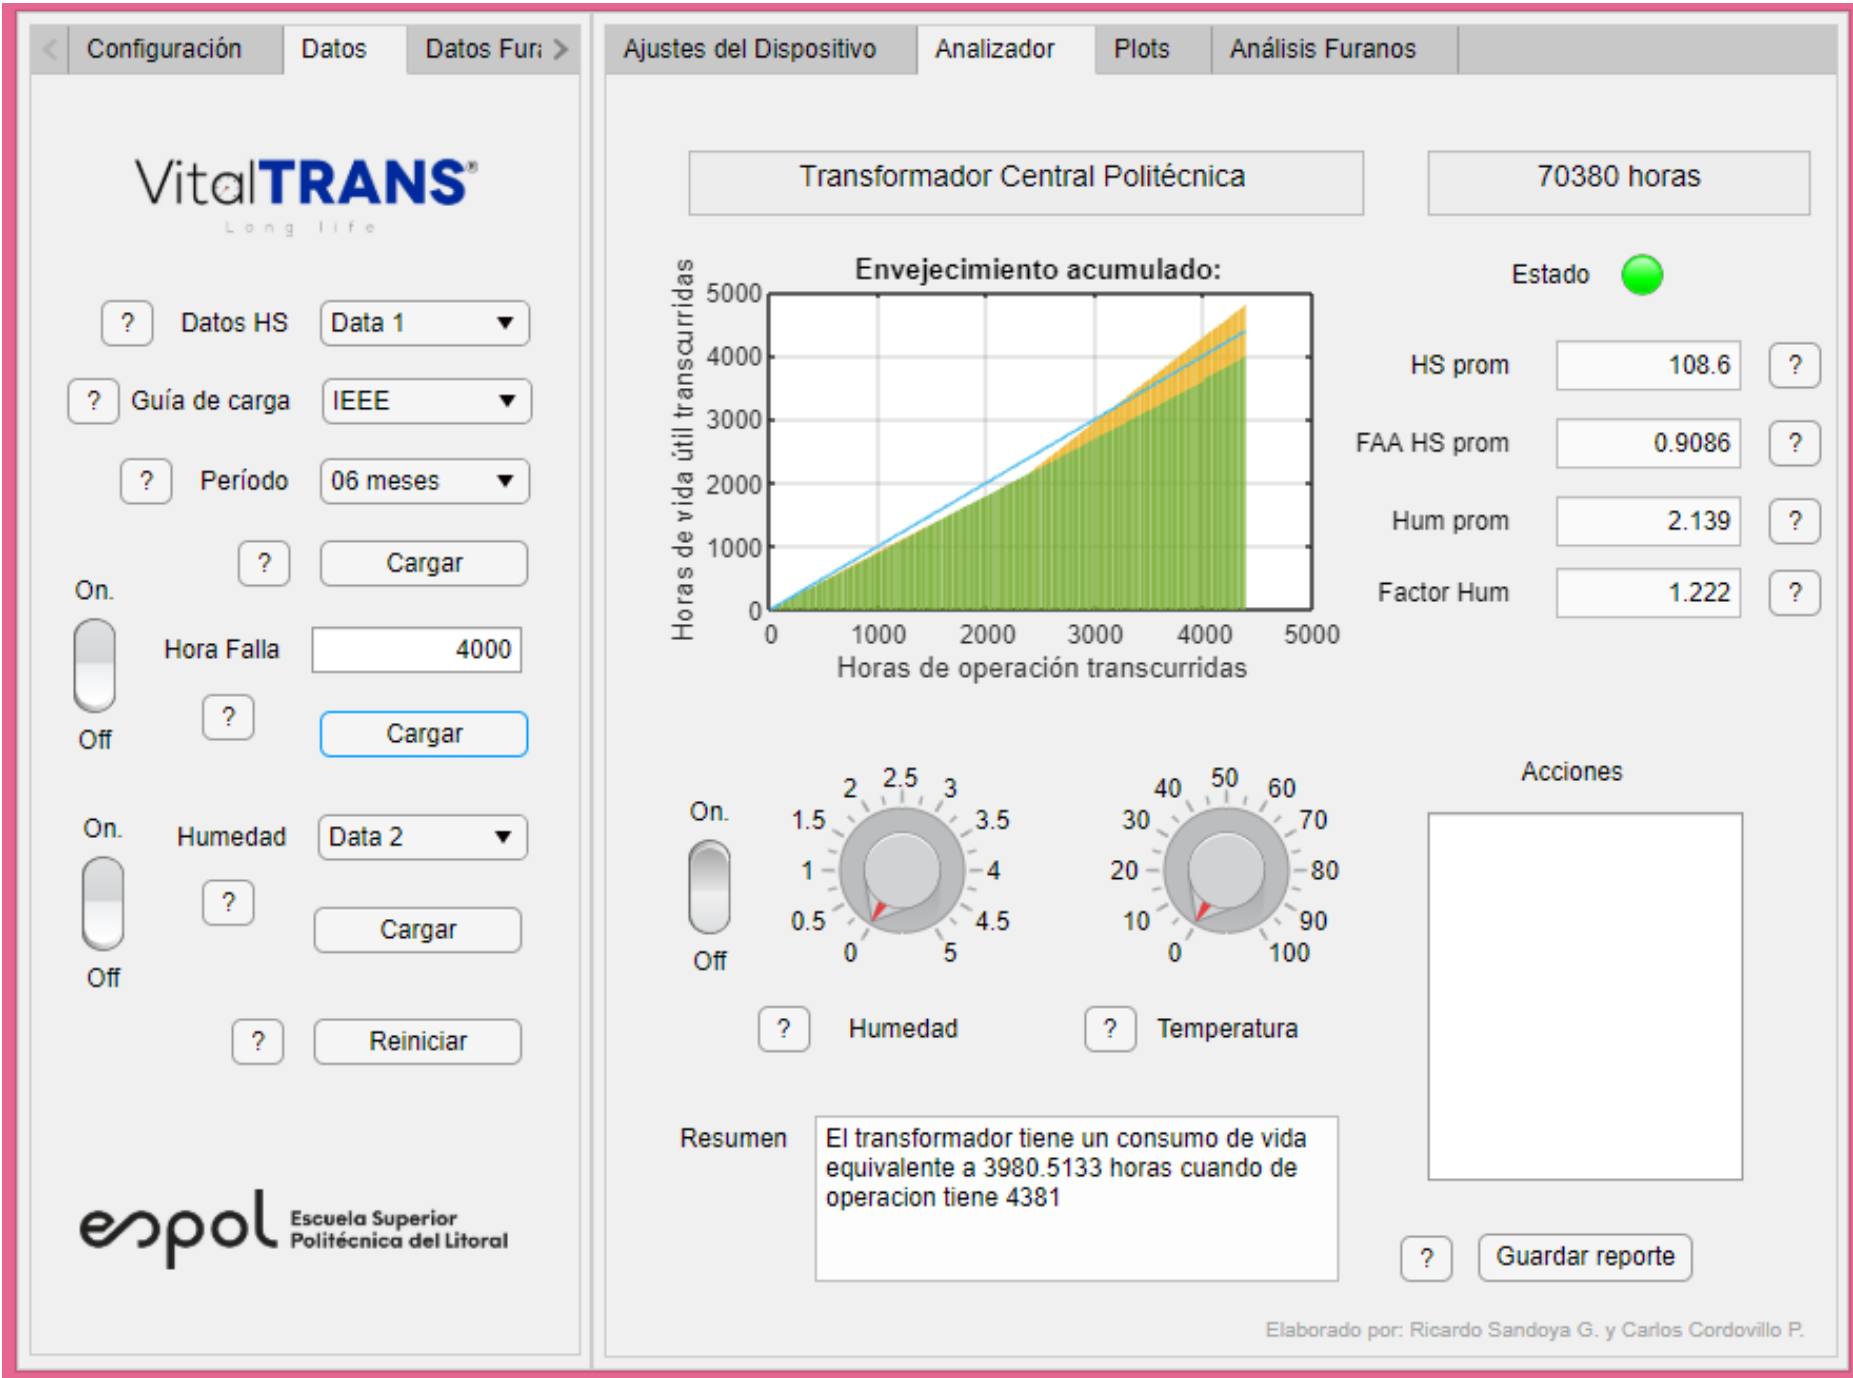 Configuración
Datos
Datos Fur
VitalTRANS®
Long life
? Datos HS Data 1
? Guía de carga IEEE
? Período 06 meses
? Cargar
On.
Off
Hora Falla 4000
? Cargar
On.
Off
Humedad Data 2
?
Cargar
? Reiniciar
espol Escuela Superior
Politécnica del Litoral
Ajustes del Dispositivo
Analizador
Plots
Análisis Furanos
Transformador Central Politécnica
70380 horas
Envejecimiento acumulado:
Horas de vida útil transcurridas
5000
4000
3000
2000
1000
0
0 1000 2000 3000 4000 5000
Horas de operación transcurridas
Estado
HS prom 108.6 ?
FAA HS prom 0.9086 ?
Hum prom 2.139 ?
Factor Hum 1.222 ?
On.
Off
0 0.5 1 1.5 2 2.5 3 3.5 4 4.5 5
? Humedad
0 10 20 30 40 50 60 70 80 90 100
? Temperatura
Acciones
Resumen
El transformador tiene un consumo de vida
equivalente a 3980.5133 horas cuando de
operacion tiene 4381
? Guardar reporte
Elaborado por: Ricardo Sandoya G. y Carlos Cordovillo P.